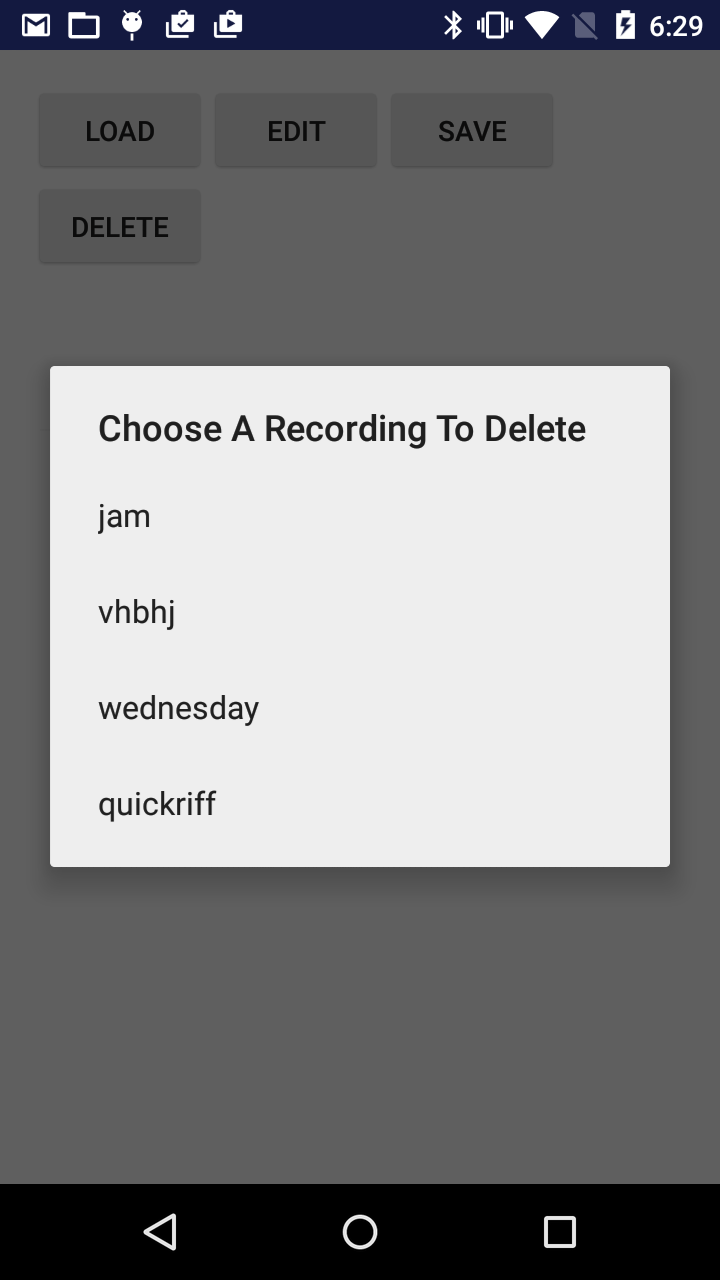 6:29
LOAD EDIT SAVE
DELETE
Choose A Recording To Delete
jam
vhbhj
wednesday
quickriff